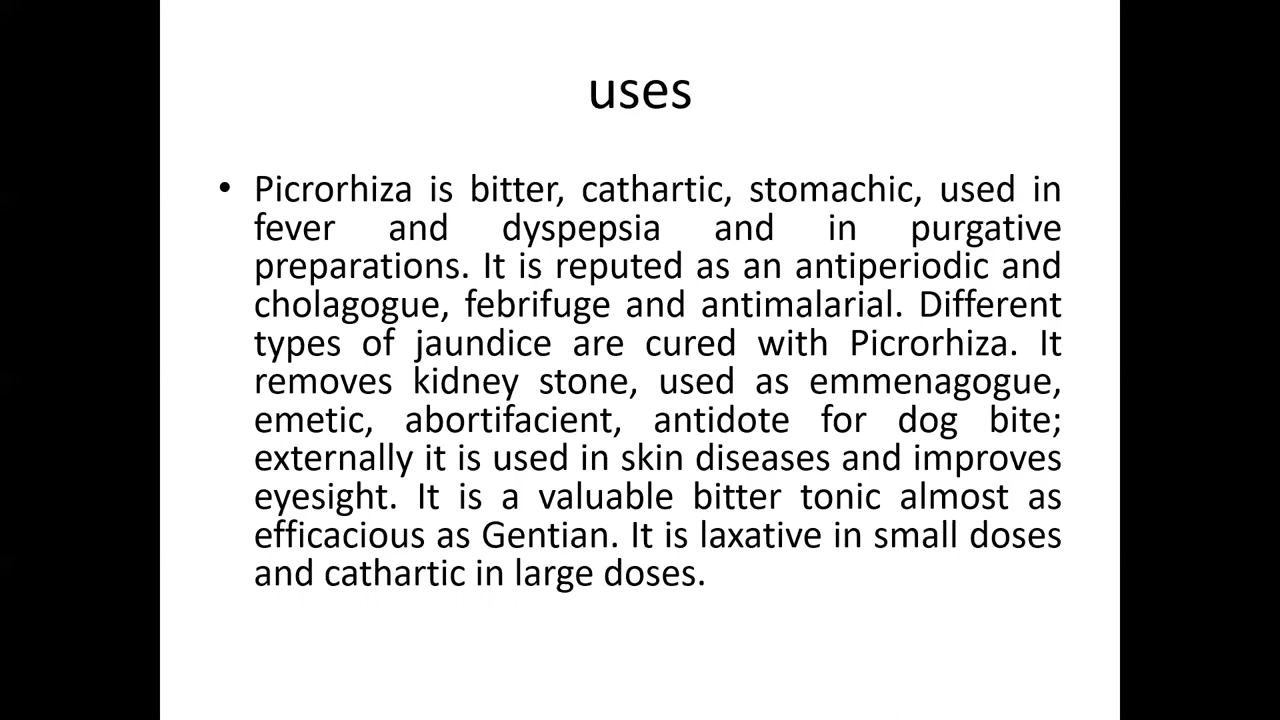 uses
• Picrorhiza is bitter, cathartic, stomachic, used in
fever and dyspepsia and in purgative
preparations. It is reputed as an antiperiodic and
cholagogue, febrifuge and antimalarial. Different
types of jaundice are cured with Picrorhiza. It
removes kidney stone, used as emmenagogue,
emetic, abortifacient, antidote for dog bite;
externally it is used in skin diseases and improves
eyesight. It is a valuable bitter tonic almost as
efficacious as Gentian. It is laxative in small doses
and cathartic in large doses.